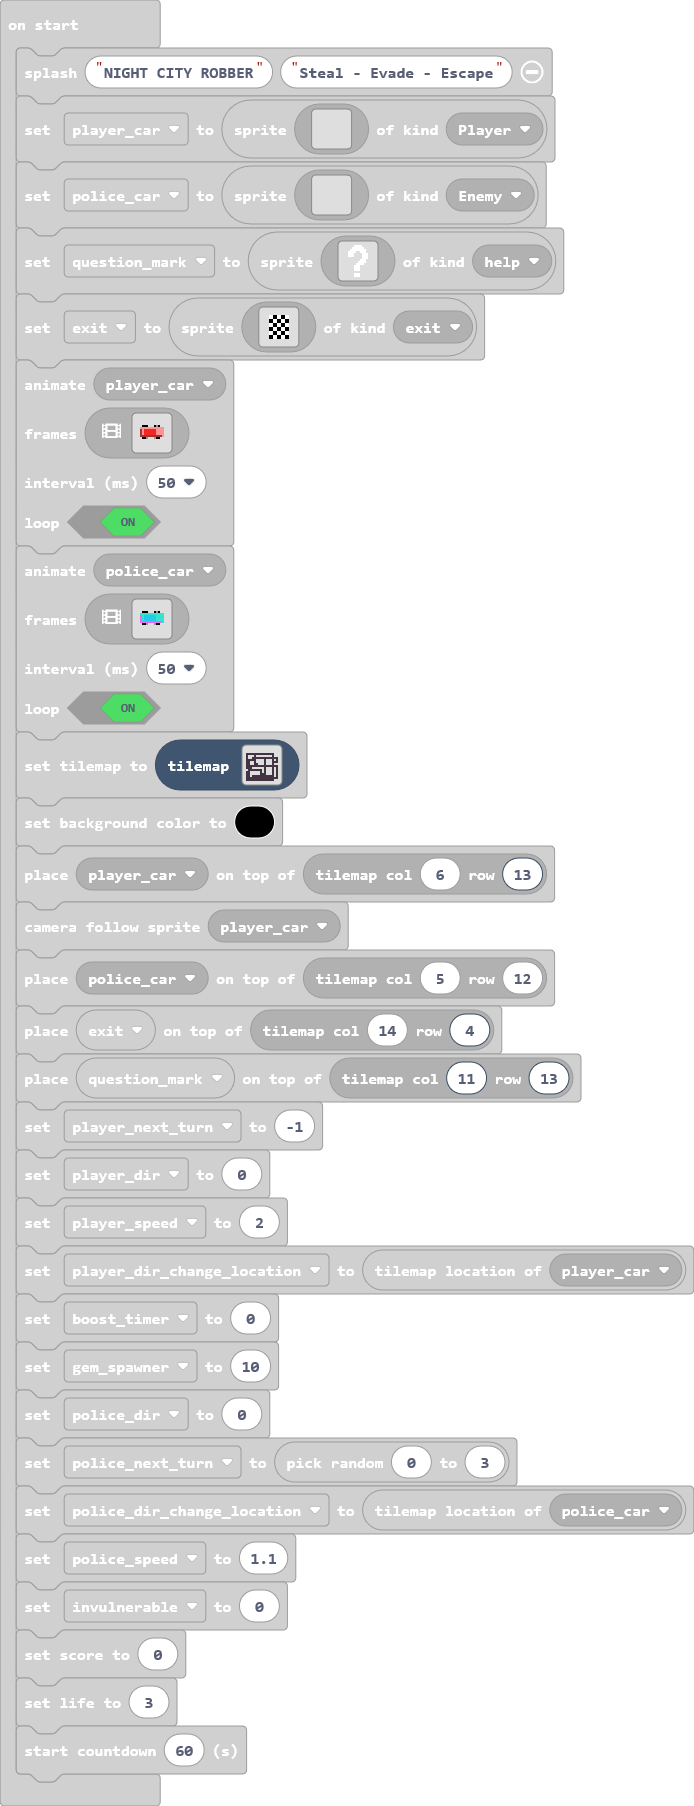 on start
splash "NIGHT CITY ROBBER" "Steal - Evade - Escape"
set player_car to sprite of kind Player
set police_car to sprite of kind Enemy
set question_mark to sprite ? of kind help
set exit to sprite of kind exit
animate player_car
frames
interval (ms) 50
loop ON
animate police_car
frames
interval (ms) 50
loop ON
set tilemap to tilemap
set background color to
place player_car on top of tilemap col 6 row 13
camera follow sprite player_car
place police_car on top of tilemap col 5 row 12
place exit on top of tilemap col 14 row 4
place question_mark on top of tilemap col 11 row 13
set player_next_turn to -1
set player_dir to 0
set player_speed to 2
set player_dir_change_location to tilemap location of player_car
set boost_timer to 0
set gem_spawner to 10
set police_dir to 0
set police_next_turn to pick random 0 to 3
set police_dir_change_location to tilemap location of police_car
set police_speed to 1.1
set invulnerable to 0
set score to 0
set life to 3
start countdown 60 (s)